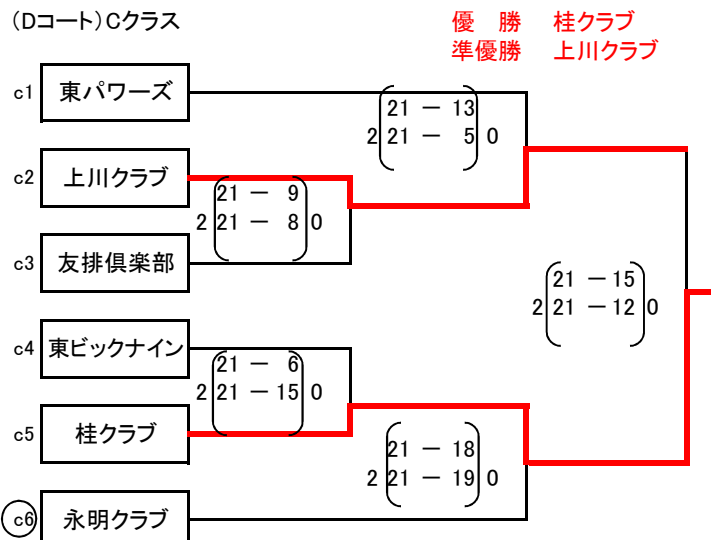 (Dコート)Cクラス
優　勝　桂クラブ
準優勝　上川クラブ
c1 東パワーズ
21 － 13
2 21 － 5 0
c2 上川クラブ
21 － 9
2 21 － 8 0
c3 友排倶楽部
21 － 15
2 21 － 12 0
c4 東ビックナイン
21 － 6
2 21 － 15 0
c5 桂クラブ
21 － 18
2 21 － 19 0
c6 永明クラブ